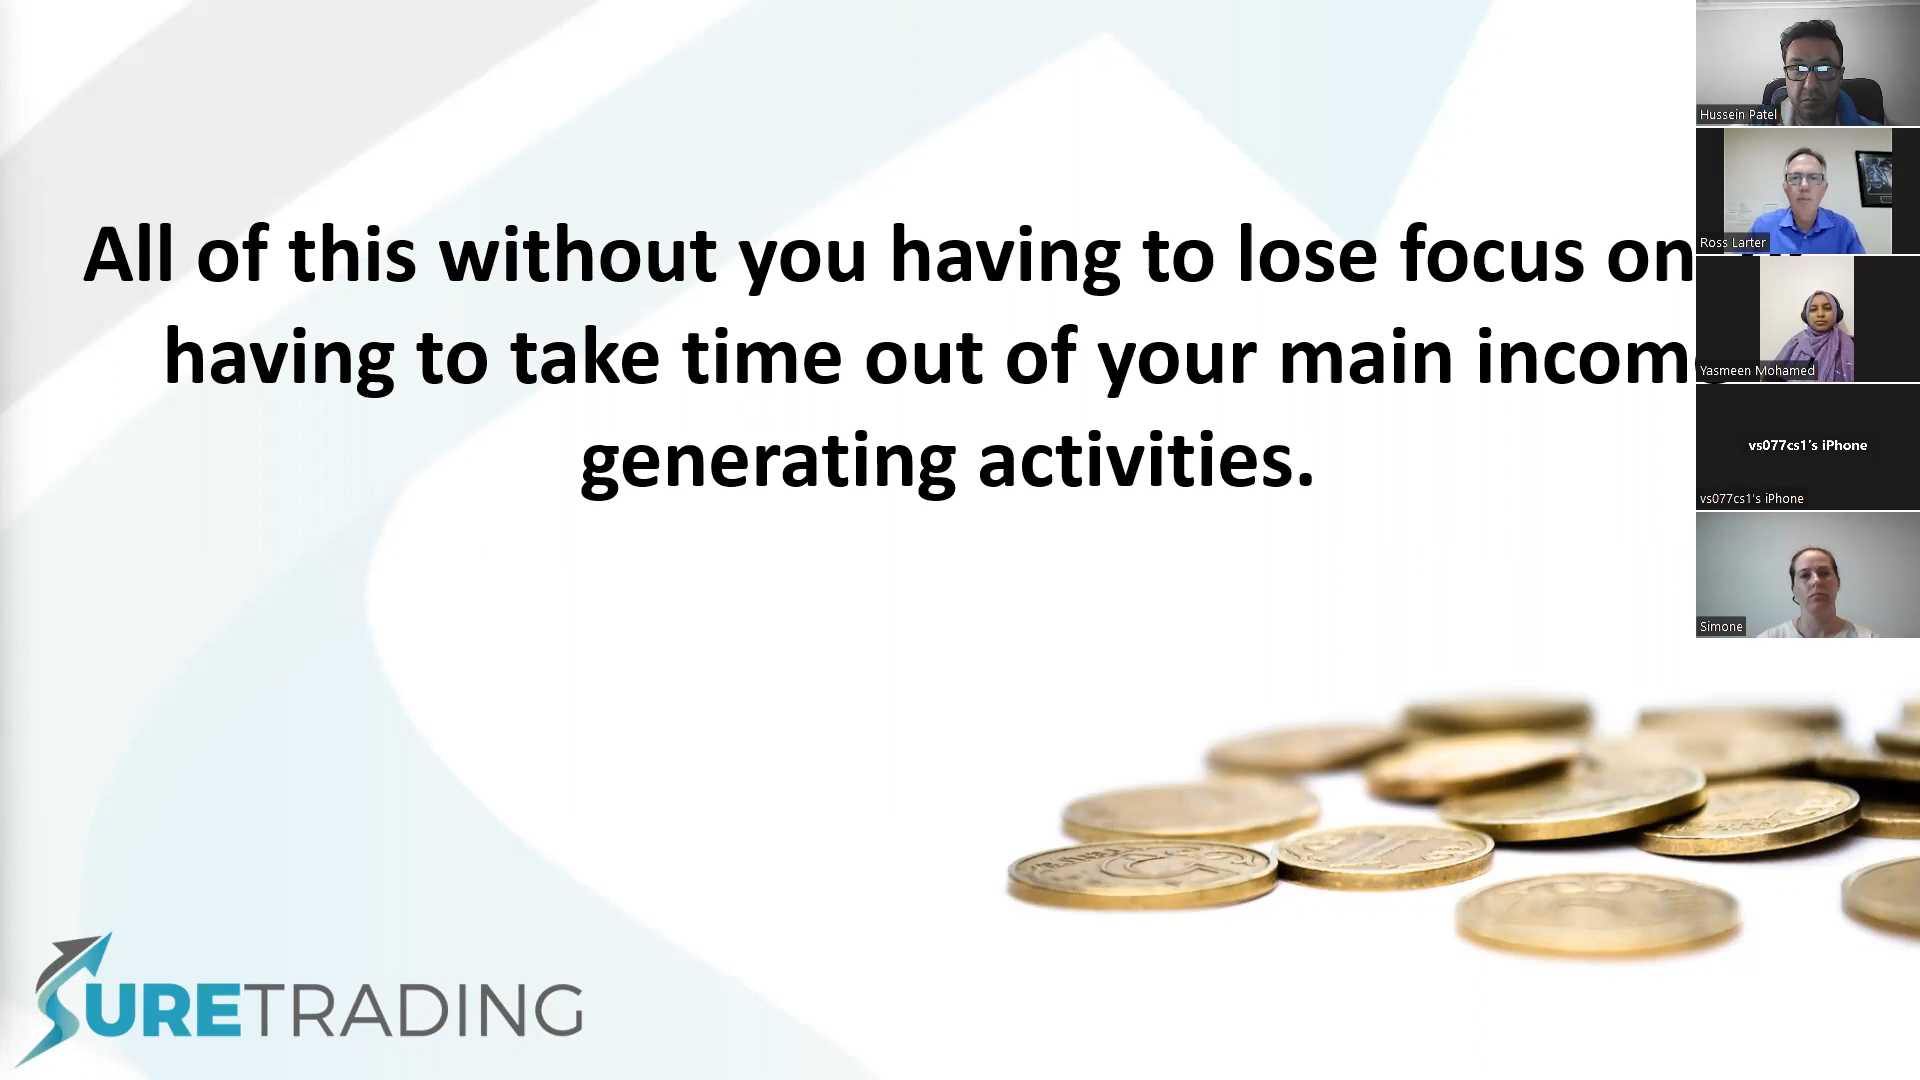 All of this without you having to lose focus on
having to take time out of your main income
generating activities.
SURETRADING
Hussein Patel
Ross Larter
Yasmeen Mohamed
vs077cs1's iPhone
vs077cs1's iPhone
Simone